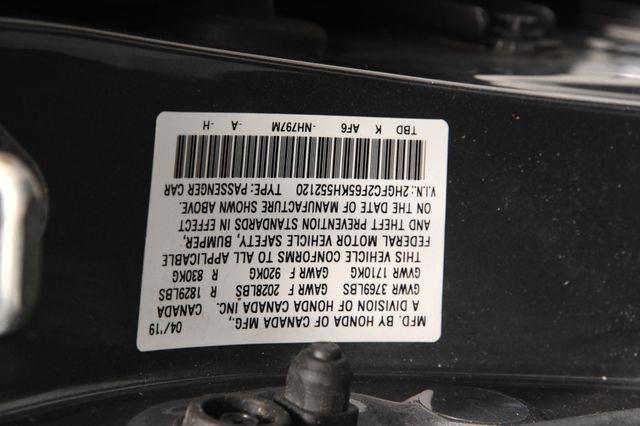 MFD. BY HONDA OF CANADA MFG., 04/19
A DIVISION OF HONDA CANADA INC. CANADA
GVWR 3769LBS GAWR F 2028LBS R 1829LBS
GVWR 1710KG GAWR F 920KG R 830KG
THIS VEHICLE CONFORMS TO ALL APPLICABLE
FEDERAL MOTOR VEHICLE SAFETY, BUMPER,
AND THEFT PREVENTION STANDARDS IN EFFECT
ON THE DATE OF MANUFACTURE SHOWN ABOVE.
V.I.N.: 2HGFC2F65KH552120 TYPE: PASSENGER CAR
TBD K AF6 -NH797M -A -H